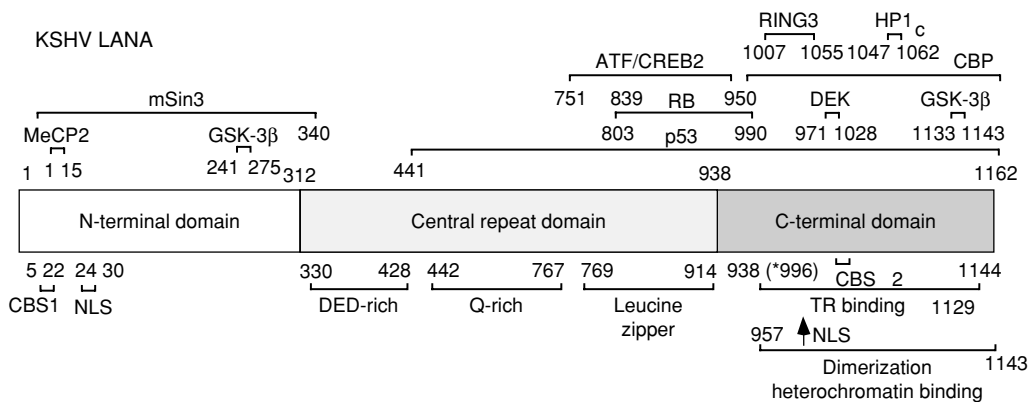 RING3 HP1 c
KSHV LANA 1007 1055 1047 1062
ATF/CREB2 CBP
mSin3 751 839 RB 950 DEK GSK-3β
MeCP2 GSK-3β 340 803 p53 990 971 1028 1133 1143
1 1 15 241 275 312 441 938 1162
N-terminal domain Central repeat domain C-terminal domain
5 22 24 30 330 428 442 767 769 914 938 (*996) CBS 2 1144
CBS1 NLS DED-rich Q-rich Leucine zipper TR binding 1129
957 NLS
Dimerization 1143
heterochromatin binding